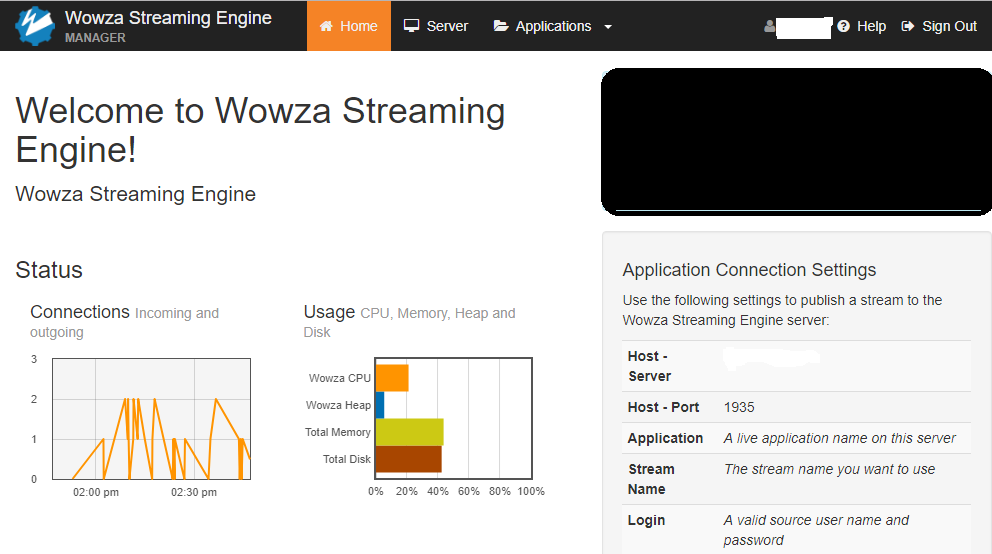 Wowza Streaming Engine
MANAGER
Home
Server
Applications
Help
Sign Out
Welcome to Wowza Streaming
Engine!
Wowza Streaming Engine
Status
Connections Incoming and
outgoing
3
2
1
0
02:00 pm
02:30 pm
Usage CPU, Memory, Heap and
Disk
Wowza CPU
Wowza Heap
Total Memory
Total Disk
0% 20% 40% 60% 80% 100%
Application Connection Settings
Use the following settings to publish a stream to the
Wowza Streaming Engine server:
Host -
Server
Host - Port 1935
Application A live application name on this server
Stream The stream name you want to use
Name
Login A valid source user name and
password